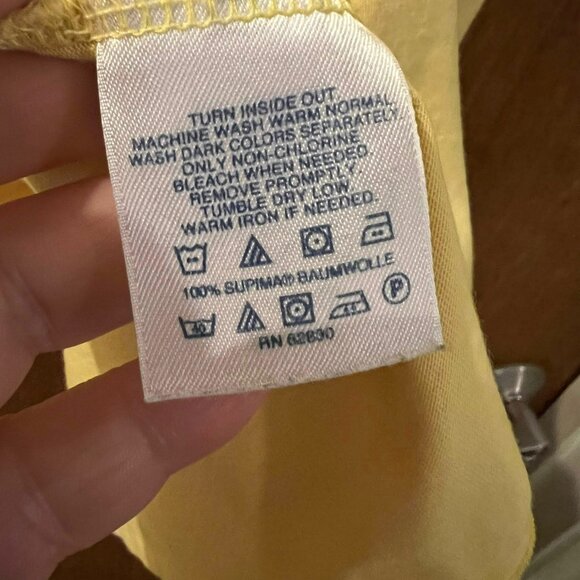 TURN INSIDE OUT.
MACHINE WASH WARM NORMAL.
WASH DARK COLORS SEPARATELY.
ONLY NON-CHLORINE
BLEACH WHEN NEEDED.
REMOVE PROMPTLY.
TUMBLE DRY LOW.
WARM IRON IF NEEDED.
100% SUPIMA® BAUMWOLLE
40 P
RN 62830